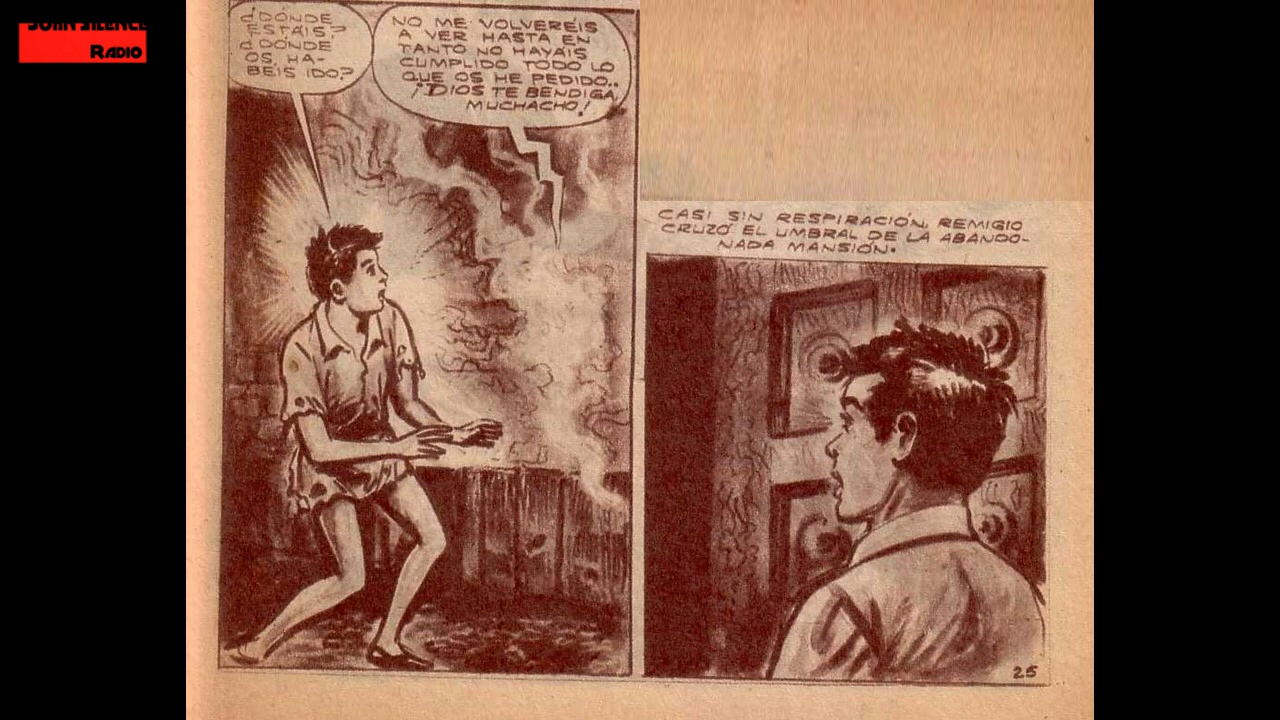 JOHN SILENCE
RADIO
¿DÓNDE
ESTÁIS?
¿DÓNDE
OS HA-
BÉIS IDO?
NO ME VOLVERÉIS
A VER HASTA EN
TANTO NO HAYÁIS
CUMPLIDO TODO LO
QUE OS HE PEDIDO..
¡DIOS TE BENDIGA,
MUCHACHO!
CASI SIN RESPIRACIÓN, REMIGIO
CRUZÓ EL UMBRAL DE LA ABANDO-
NADA MANSIÓN.
25